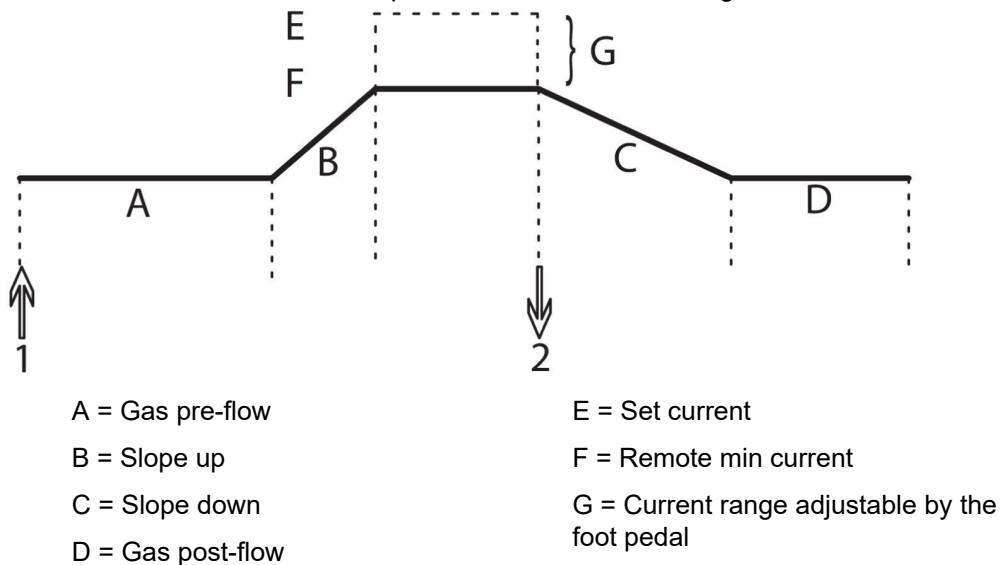 E
G
F
B
C
A
D
1
2
A = Gas pre-flow
B = Slope up
C = Slope down
D = Gas post-flow
E = Set current
F = Remote min current
G = Current range adjustable by the
foot pedal